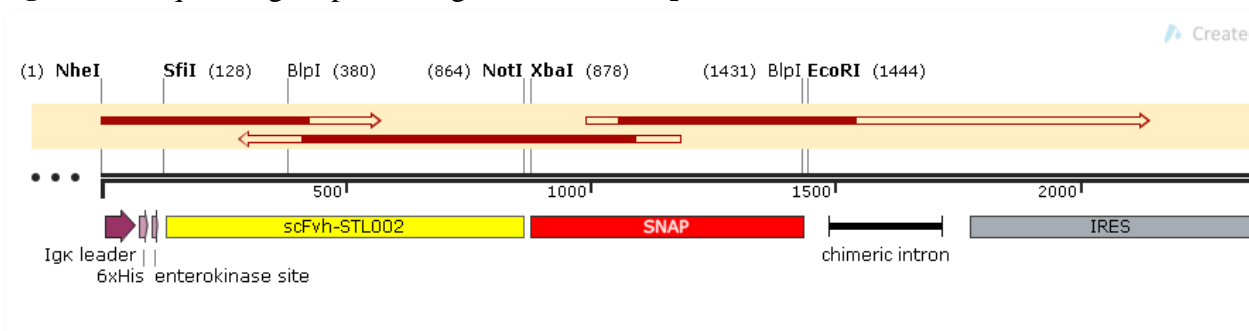 Created
(1) NheI SfiI (128) BlpI (380) (864) NotI XbaI (878) (1431) BlpI EcoRI (1444)
500 1000 1500 2000
scFvh-STL002 SNAP IRES
Igκ leader chimeric intron
6xHis enterokinase site